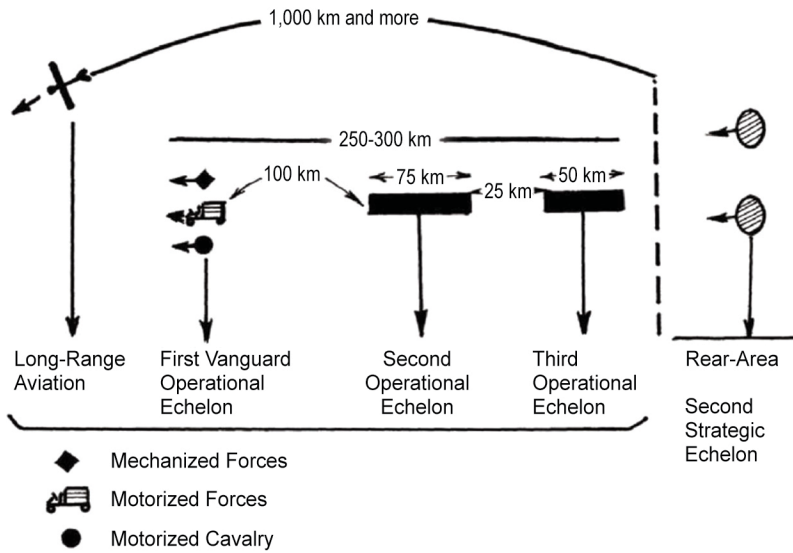 1,000 km and more
250-300 km
100 km
75 km
25 km
50 km
Long-Range
Aviation
First Vanguard
Operational
Echelon
Second
Operational
Echelon
Third
Operational
Echelon
Rear-Area
Second
Strategic
Echelon
Mechanized Forces
Motorized Forces
Motorized Cavalry